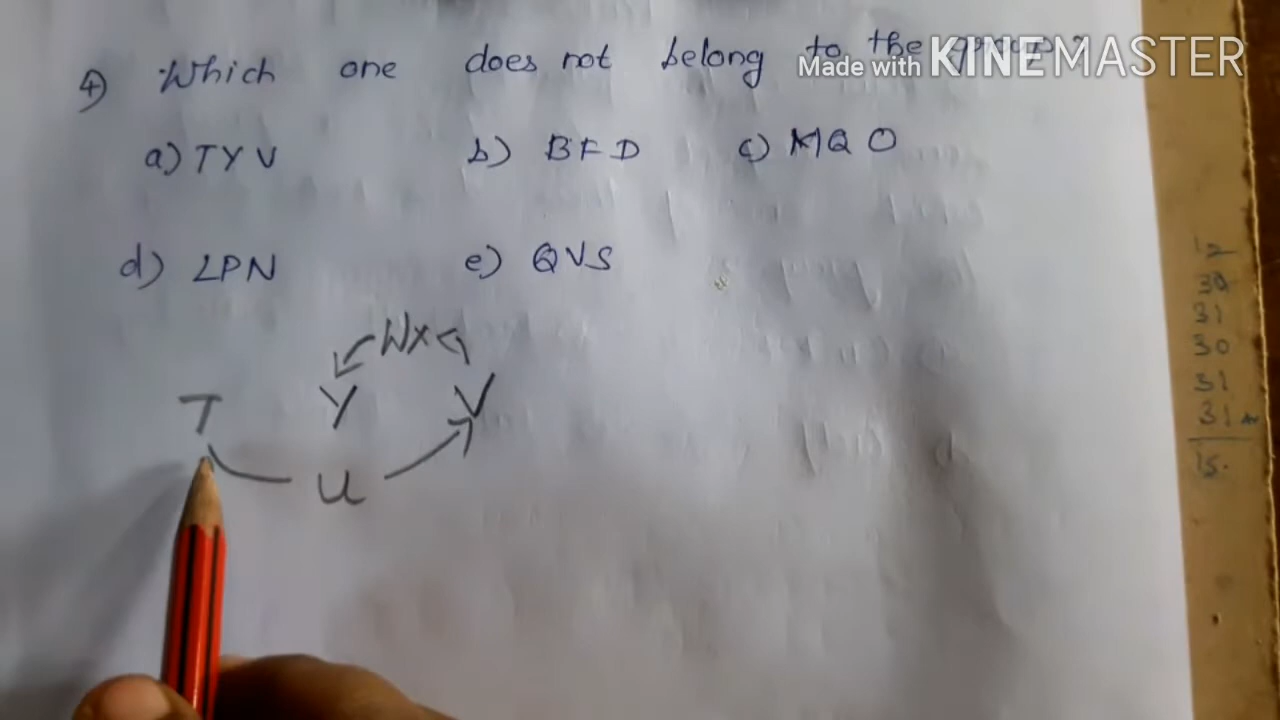 4) Which one does not belong to the group?
Made with KINEMASTER
a) TYV b) BFD c) MQO
d) LPN e) QVS
WX
T Y V
U
30
31
30
31
31
15.